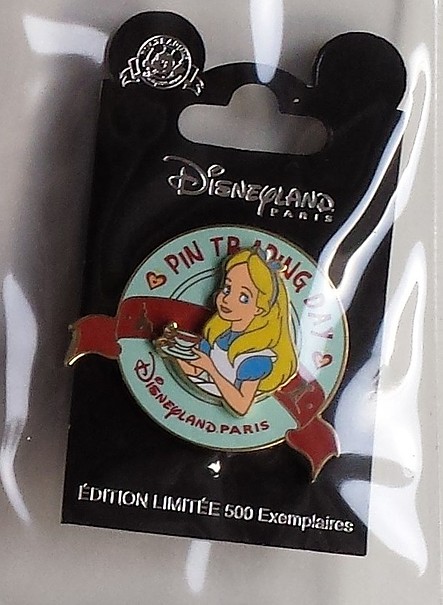 DISNEYLAND
PARIS
PIN TRADING DAY
DISNEYLAND PARIS
ÉDITION LIMITÉE 500 Exemplaires